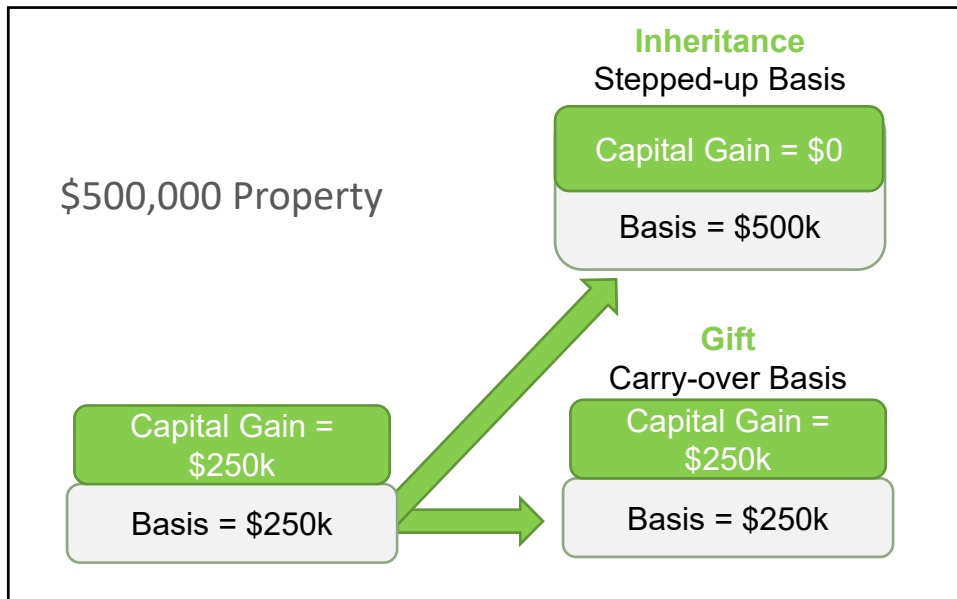 Inheritance
Stepped-up Basis
Capital Gain = $0
Basis = $500k
$500,000 Property
Gift
Carry-over Basis
Capital Gain =
$250k
Basis = $250k
Capital Gain =
$250k
Basis = $250k